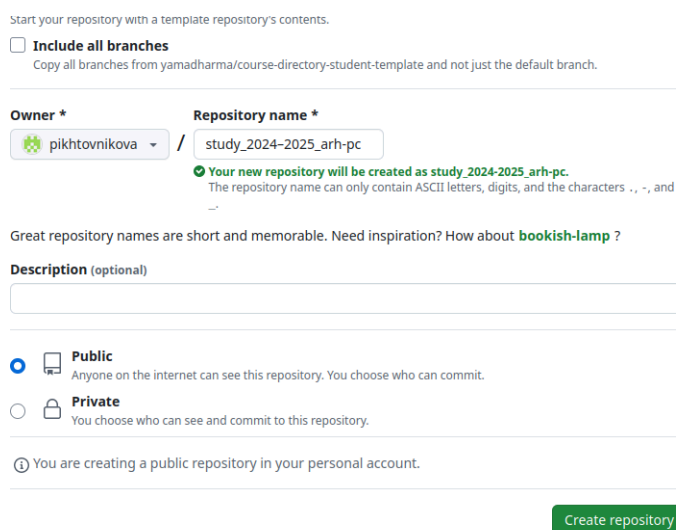 Start your repository with a template repository's contents.
Include all branches
Copy all branches from yamadharma/course-directory-student-template and not just the default branch.
Owner * Repository name *
pikhtovnikova / study_2024–2025_arh-pc
Your new repository will be created as study_2024-2025_arh-pc.
The repository name can only contain ASCII letters, digits, and the characters ., -, and
_.
Great repository names are short and memorable. Need inspiration? How about bookish-lamp ?
Description (optional)
Public
Anyone on the internet can see this repository. You choose who can commit.
Private
You choose who can see and commit to this repository.
You are creating a public repository in your personal account.
Create repository